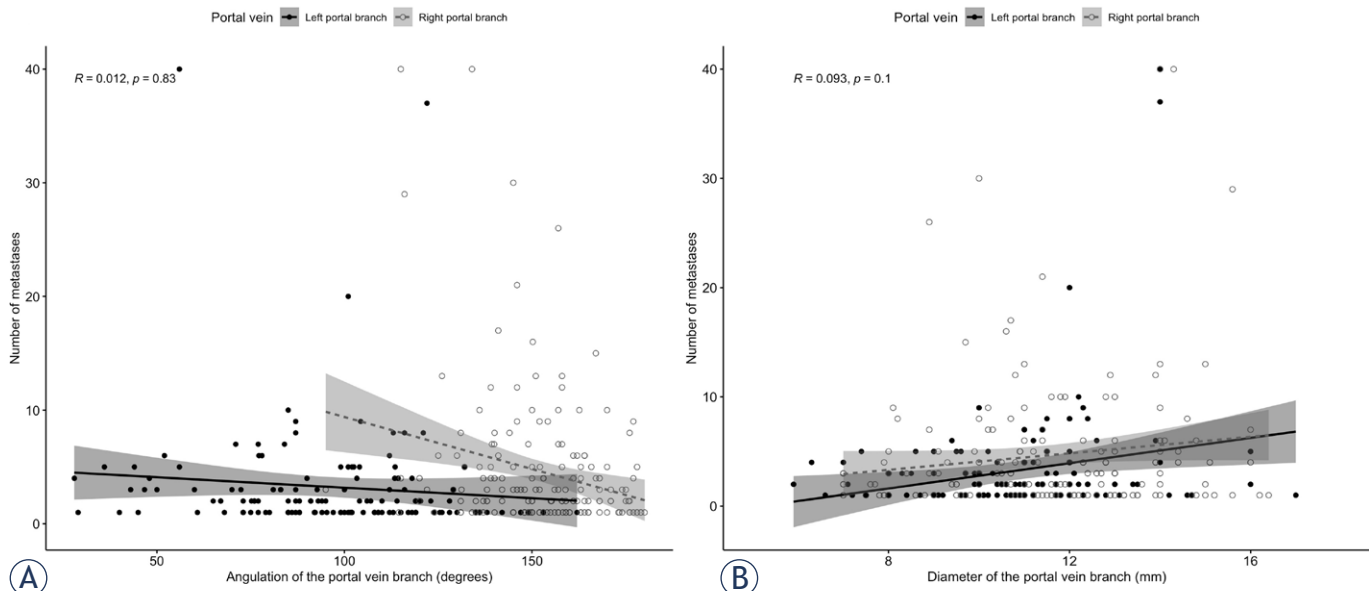 Portal vein Left portal branch Right portal branch
R = 0.012, p = 0.83
40
30
20
10
0
Number of metastases
50 100 150
Angulation of the portal vein branch (degrees)
A
Portal vein Left portal branch Right portal branch
R = 0.093, p = 0.1
40
30
20
10
0
Number of metastases
8 12 16
Diameter of the portal vein branch (mm)
B